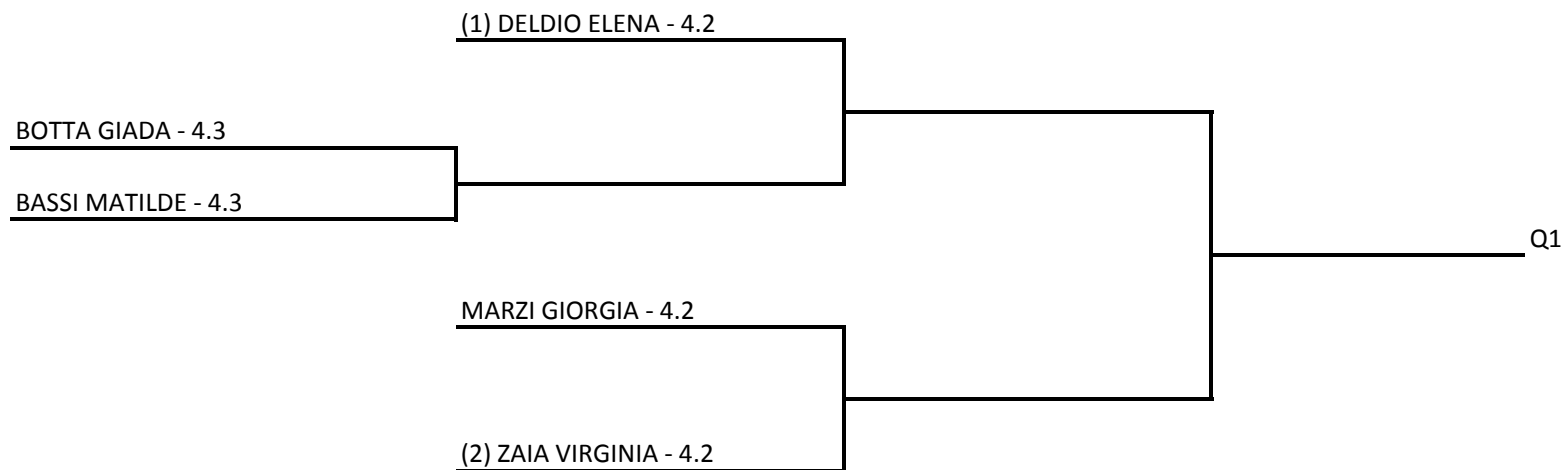 (1) DELDIO ELENA - 4.2
BOTTA GIADA - 4.3
BASSI MATILDE - 4.3
Q1
MARZI GIORGIA - 4.2
(2) ZAIA VIRGINIA - 4.2